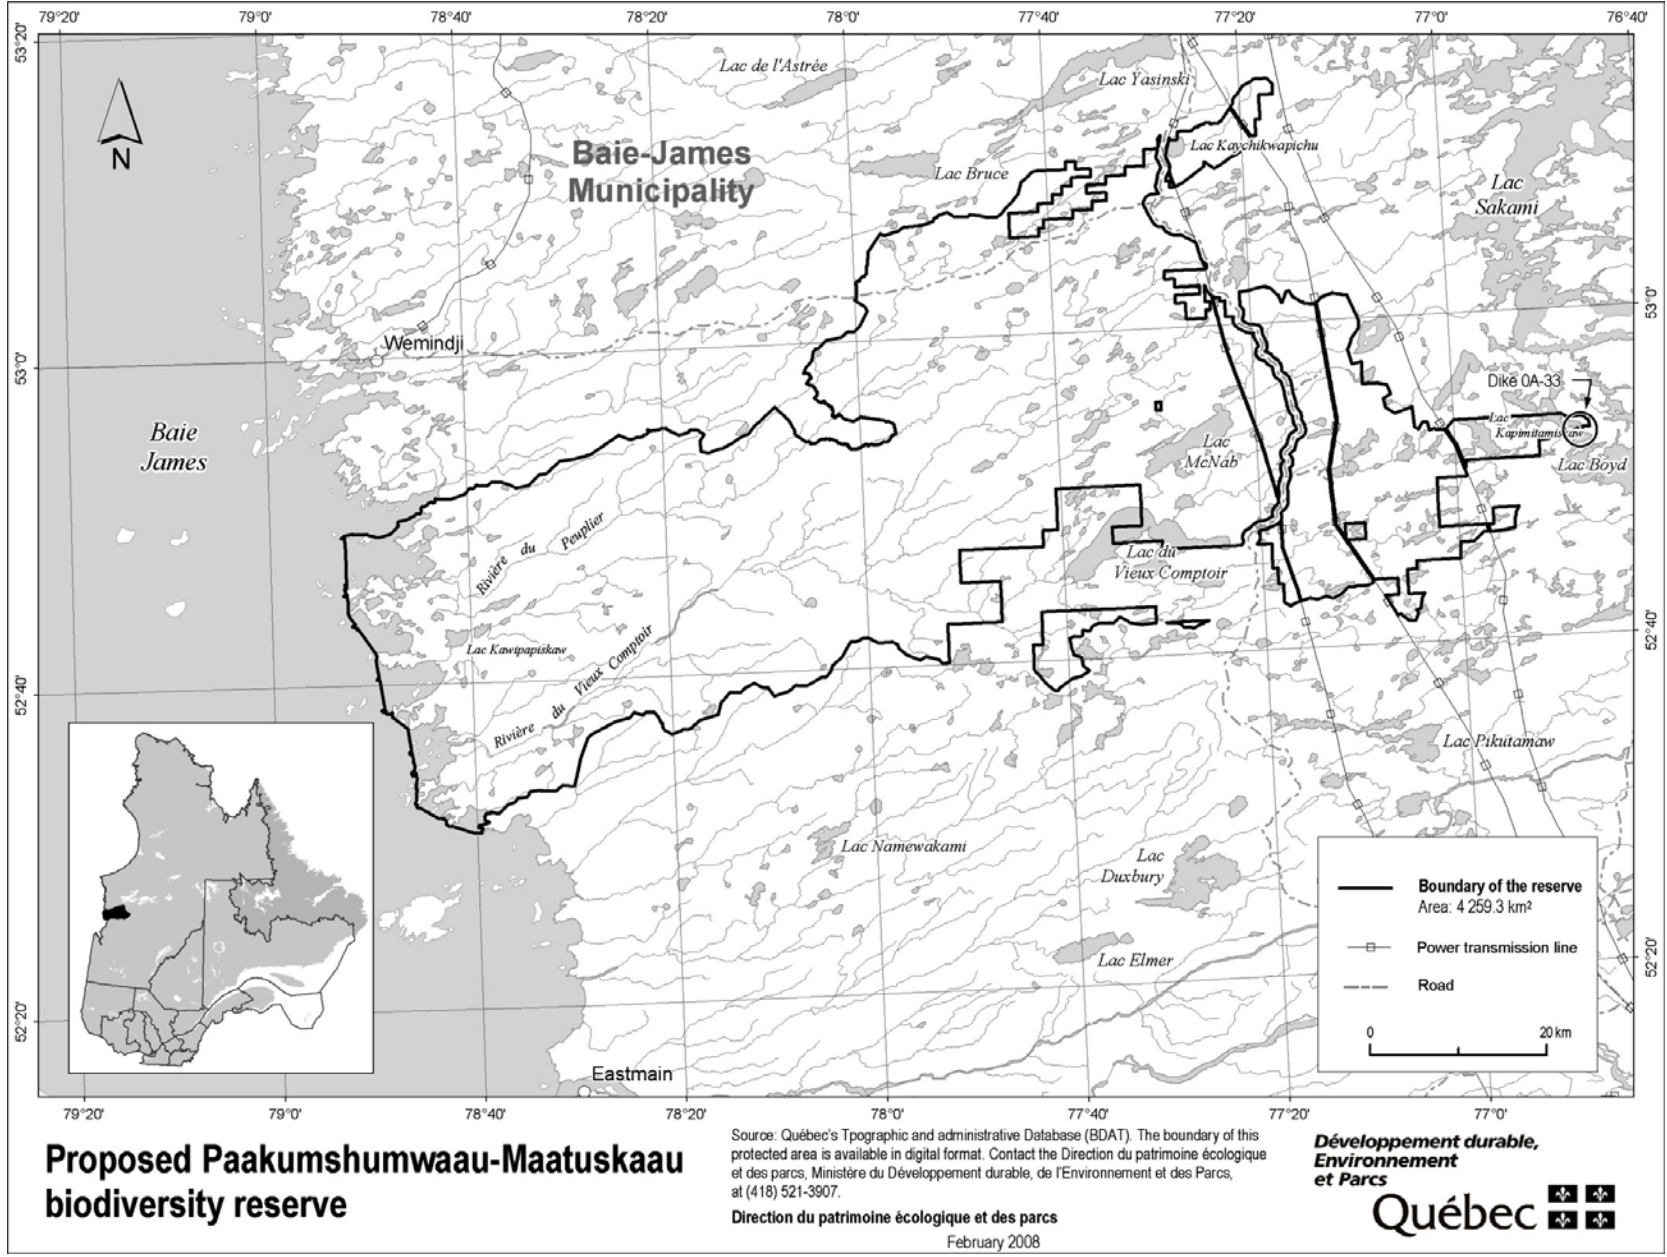 79°20'
79°0'
78°40'
78°20'
78°0'
77°40'
77°20'
77°0'
76°40'
53°20'
Lac de l'Astrée
Lac Yasinski
N
Baie-James
Municipality
Lac Kaychikwapichu
Lac Bruce
Lac
Sakami
53°0'
Wemindji
53°0'
Dike 0A-33
Lac
Kapimitamiskaw
Baie
James
Lac
McNab
Lac Boyd
Rivière du Peuplier
Lac du
Vieux Comptoir
52°40'
Lac Kawipapiskaw
Rivière du Vieux Comptoir
52°40'
Lac Pikutamaw
Lac Namewakami
Lac
Duxbury
Boundary of the reserve
Area: 4 259.3 km²
Power transmission line
Lac Elmer
52°20'
Road
52°20'
0 20 km
Eastmain
79°20'
79°0'
78°40'
78°20'
78°0'
77°40'
77°20'
77°0'
Proposed Paakumshumwaau-Maatuskaau
biodiversity reserve
Source: Québec's Tpographic and administrative Database (BDAT). The boundary of this
protected area is available in digital format. Contact the Direction du patrimoine écologique
et des parcs, Ministère du Développement durable, de l'Environnement et des Parcs,
at (418) 521-3907.
Direction du patrimoine écologique et des parcs
February 2008
Développement durable,
Environnement
et Parcs
Québec